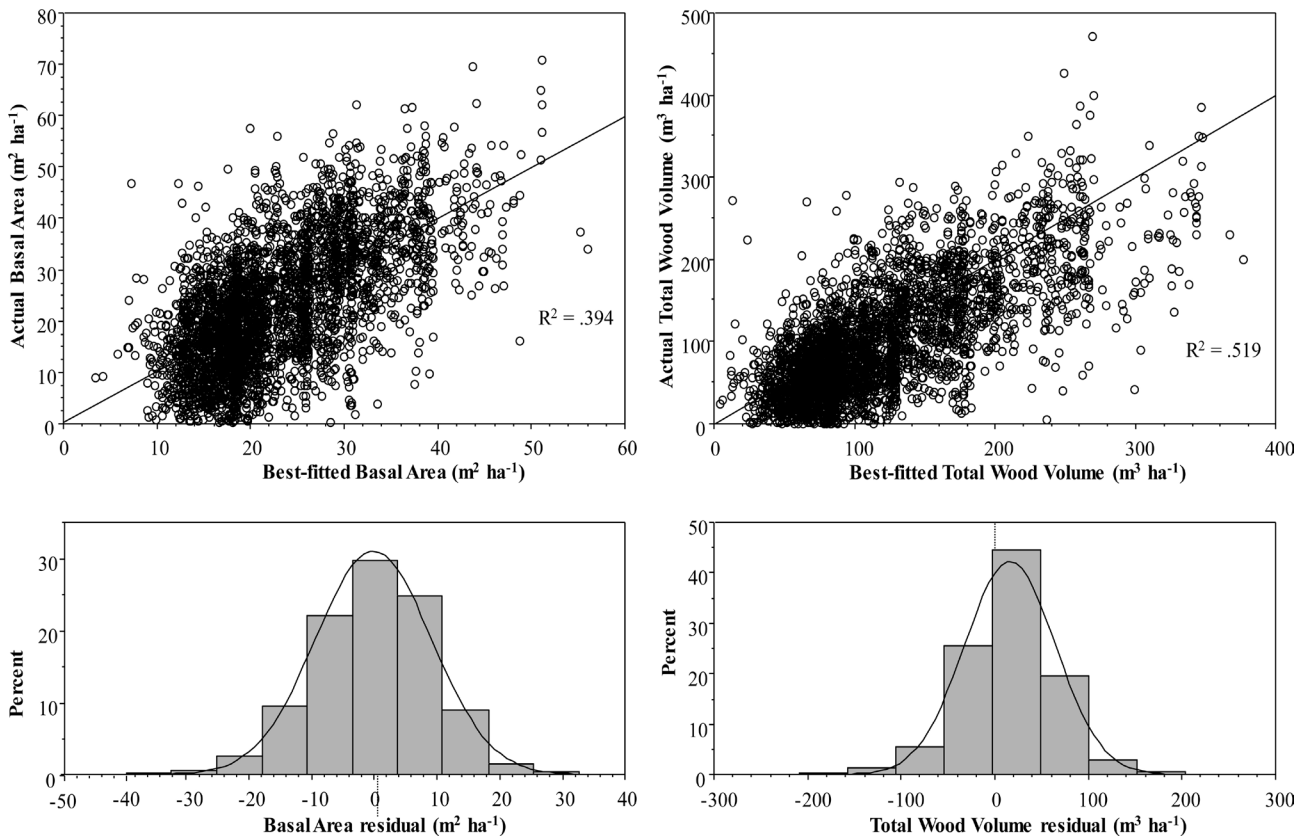 80
70
60
50
40
30
20
10
0
Actual Basal Area (m² ha⁻¹)
R² = .394
0 10 20 30 40 50 60
Best-fitted Basal Area (m² ha⁻¹)
500
400
300
200
100
0
Actual Total Wood Volume (m³ ha⁻¹)
R² = .519
0 100 200 300 400
Best-fitted Total Wood Volume (m³ ha⁻¹)
30
20
10
0
Percent
-50 -40 -30 -20 -10 0 10 20 30 40
Basal Area residual (m² ha⁻¹)
50
40
30
20
10
0
Percent
-300 -200 -100 0 100 200 300
Total Wood Volume residual (m³ ha⁻¹)